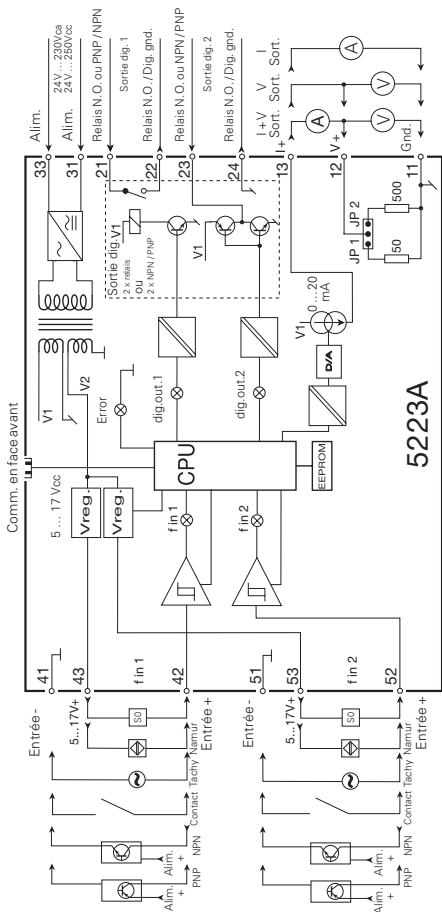 Comm. en face avant
Entrée-
5...17V+
Entrée+
Namur
Tachy
Contact
NPN
Alim.
+
PNP
Alim.
+
S0
41
43
f in 1
42
Entrée-
5...17V+
Entrée+
Namur
Tachy
Contact
NPN
Alim.
+
PNP
Alim.
+
S0
51
53
f in 2
52
5 ... 17 Vcc
Vreg.
Vreg.
V1
V2
Error
f in 1
f in 2
CPU
EEPROM
dig.out.1
dig.out.2
D/A
V1
0...20
mA
Sortie dig.
2 x relais
ou
2 x NPN / PNP
V1
V1
JP 1
JP 2
50
500
5223A
33
31
21
22
23
24
13
12
11
Alim.
24V...230Vca
24V...250Vcc
Alim.
Relais N.O. ou PNP / NPN
Sortie dig. 1
Relais N.O. / Dig. gnd.
Relais N.O. ou NPN / PNP
Sortie dig. 2
Relais N.O. / Dig. gnd.
I+V
Sort.
V
Sort.
I
Sort.
I+
V+
Gnd.
A
A
V
V